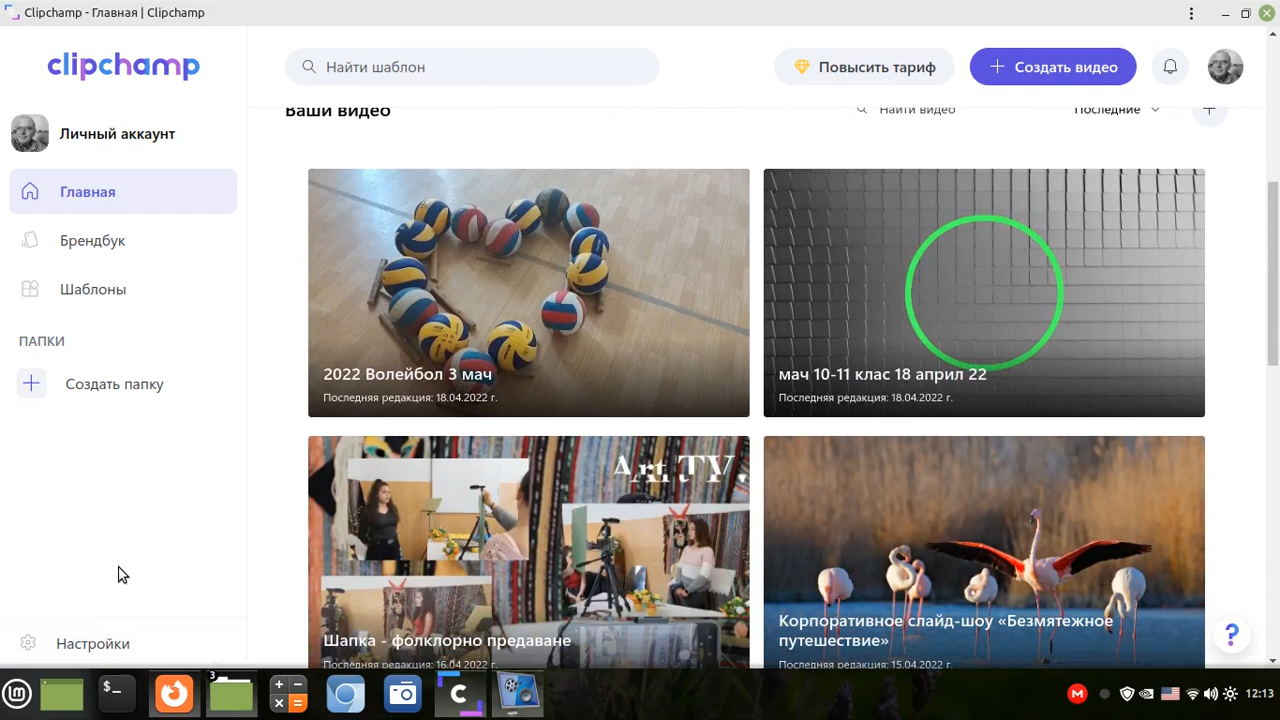 Clipchamp - Главная | Clipchamp
clipchamp
Найти шаблон
Повысить тариф
Создать видео
Личный аккаунт
Ваши видео
Найти видео
Последние
Главная
Брендбук
Шаблоны
ПАПКИ
Создать папку
2022 Волейбол 3 мач
Последняя редакция: 18.04.2022 г.
мач 10-11 клас 18 април 22
Последняя редакция: 18.04.2022 г.
Art TV.
Шапка - фолклорно предаване
Последняя редакция: 16.04.2022 г.
Корпоративное слайд-шоу «Безмятежное
путешествие»
Последняя редакция: 15.04.2022 г.
?
Настройки
3
12:13